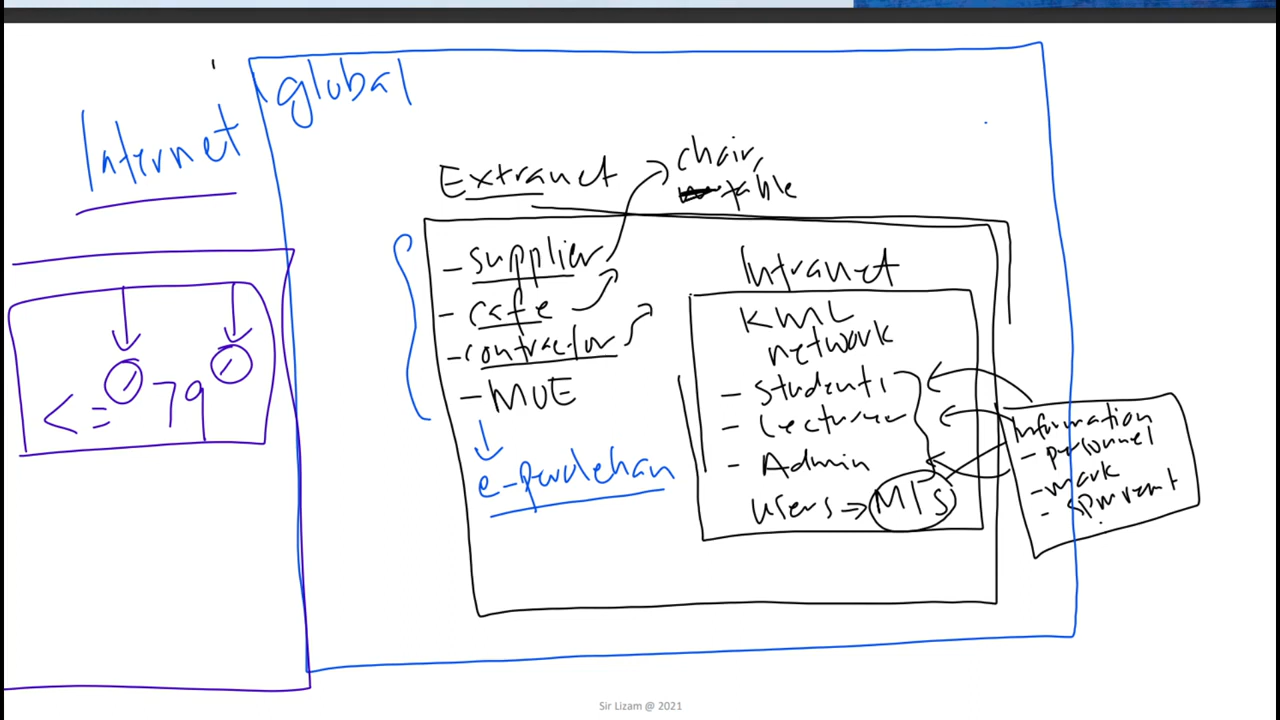 Internet
global
Extranet
chair,
table
- supplier
- cafe
- contractor
- MOE
e-perolehan
Intranet
KML
network
- Students
- Lecturer
- Admin
users => MIS
Information
- personnel
- mark
<= 79
Sir Lizam @ 2021